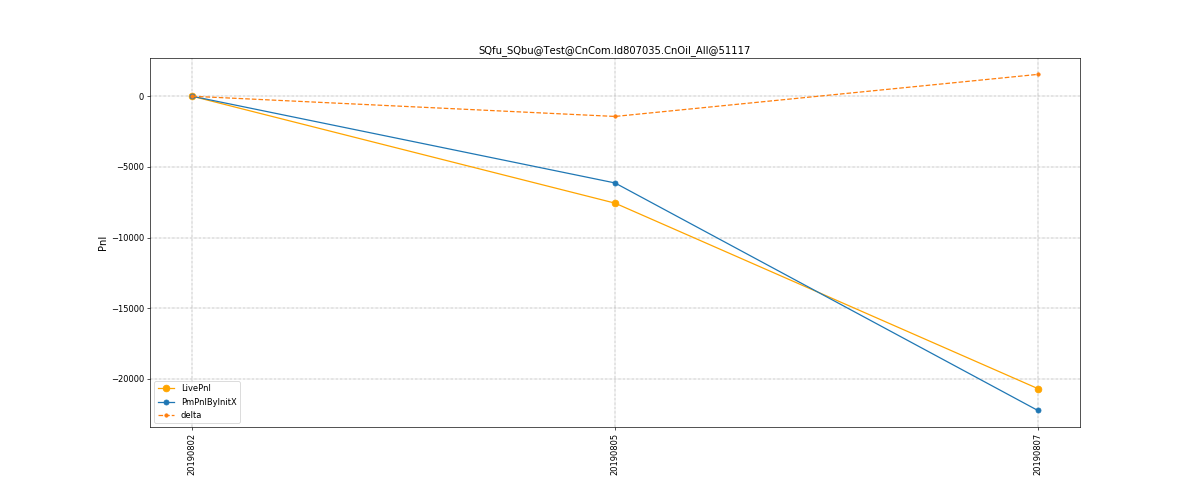 SQfu_SQbu@Test@CnCom.Id807035.CnOil_All@51117
Pnl
0
−5000
−10000
−15000
−20000
LivePnl
PmPnlByInitX
delta
20190802
20190805
20190807